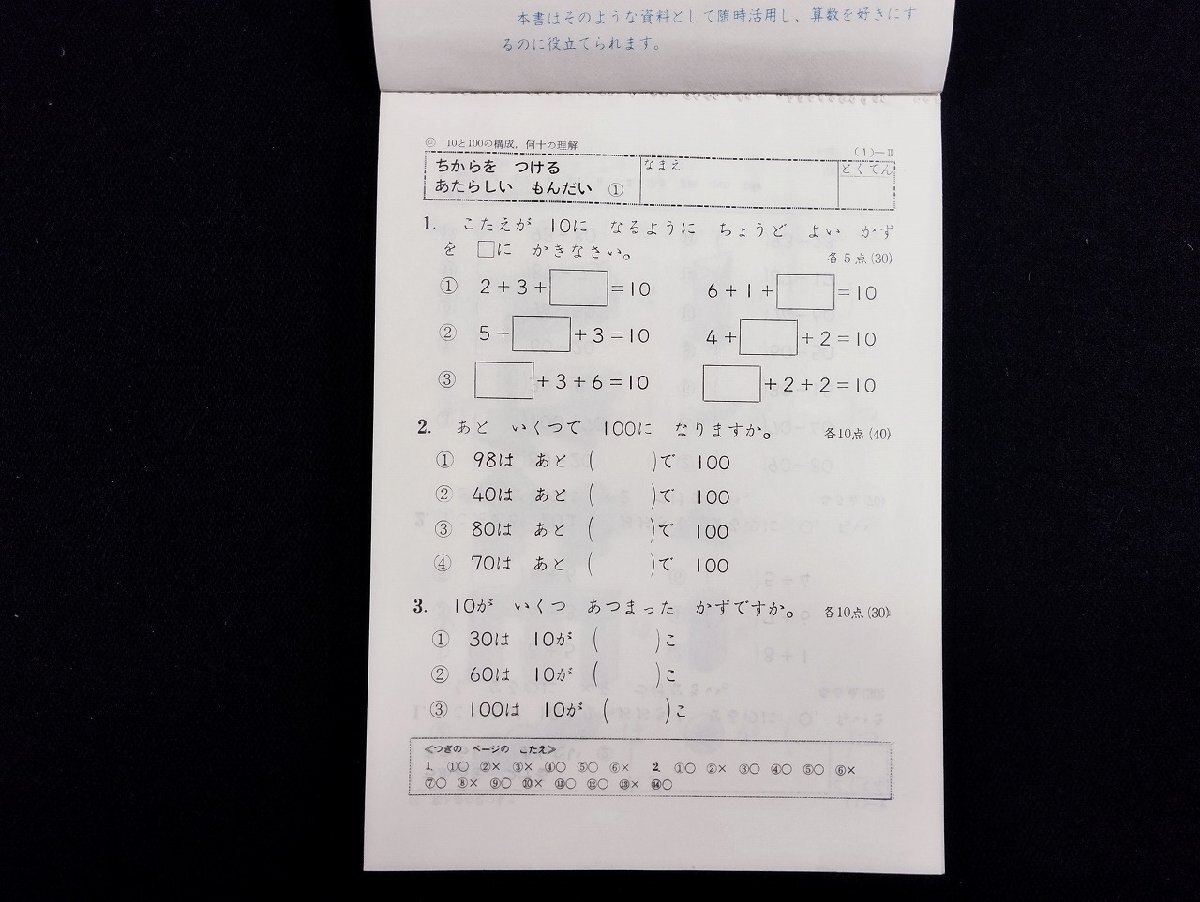 本書はそのような資料として随時活用し、算数を好きにす
るのに役立てられます。
10と100の構成，何十の理解
(1)—II
ちからを つける
あたらしい もんだい ①
なまえ
とくてん
1. こたえが 10に なるように ちょうど よい かず
を □に かきなさい。 各5点(30)
① 2+3+□=10 6+1+□=10
② 5+□+3=10 4+□+2=10
③ □+3+6=10 □+2+2=10
2. あと いくつで 100に なりますか。 各10点(40)
① 98は あと( )で 100
② 40は あと( )で 100
③ 80は あと( )で 100
④ 70は あと( )で 100
3. 10が いくつ あつまった かずですか。 各10点(30)
① 30は 10が( )こ
② 60は 10が( )こ
③ 100は 10が( )こ
≪つぎの ページの こたえ≫
1. ①○ ②× ③× ④○ ⑤○ ⑥× 2. ①○ ②× ③○ ④○ ⑤○ ⑥×
⑦○ ⑧× ⑨○ ⑩× ⑪○ ⑫○ ⑬× ⑭○